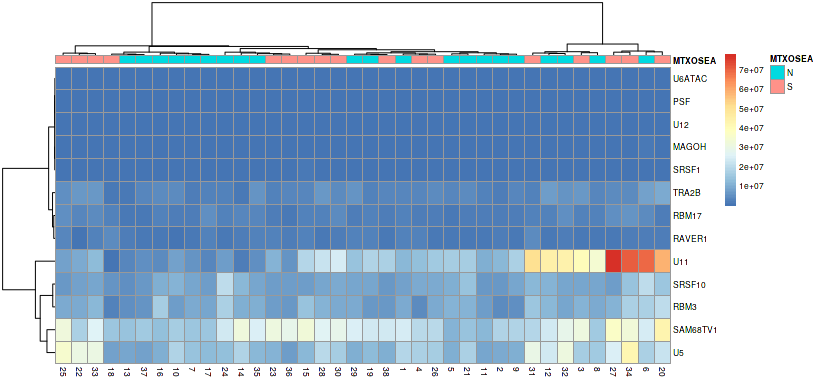 MTXOSEA
U6ATAC
PSF
U12
MAGOH
SRSF1
TRA2B
RBM17
RAVER1
U11
SRSF10
RBM3
SAM68TV1
U5
25 22 33 18 13 37 16 10 7 17 24 14 35 23 36 15 28 30 29 19 38 1 4 5 21 11 2 9 31 12 32 3 8 27 34 6 20
7e+07
6e+07
5e+07
4e+07
3e+07
2e+07
1e+07
MTXOSEA
N
S